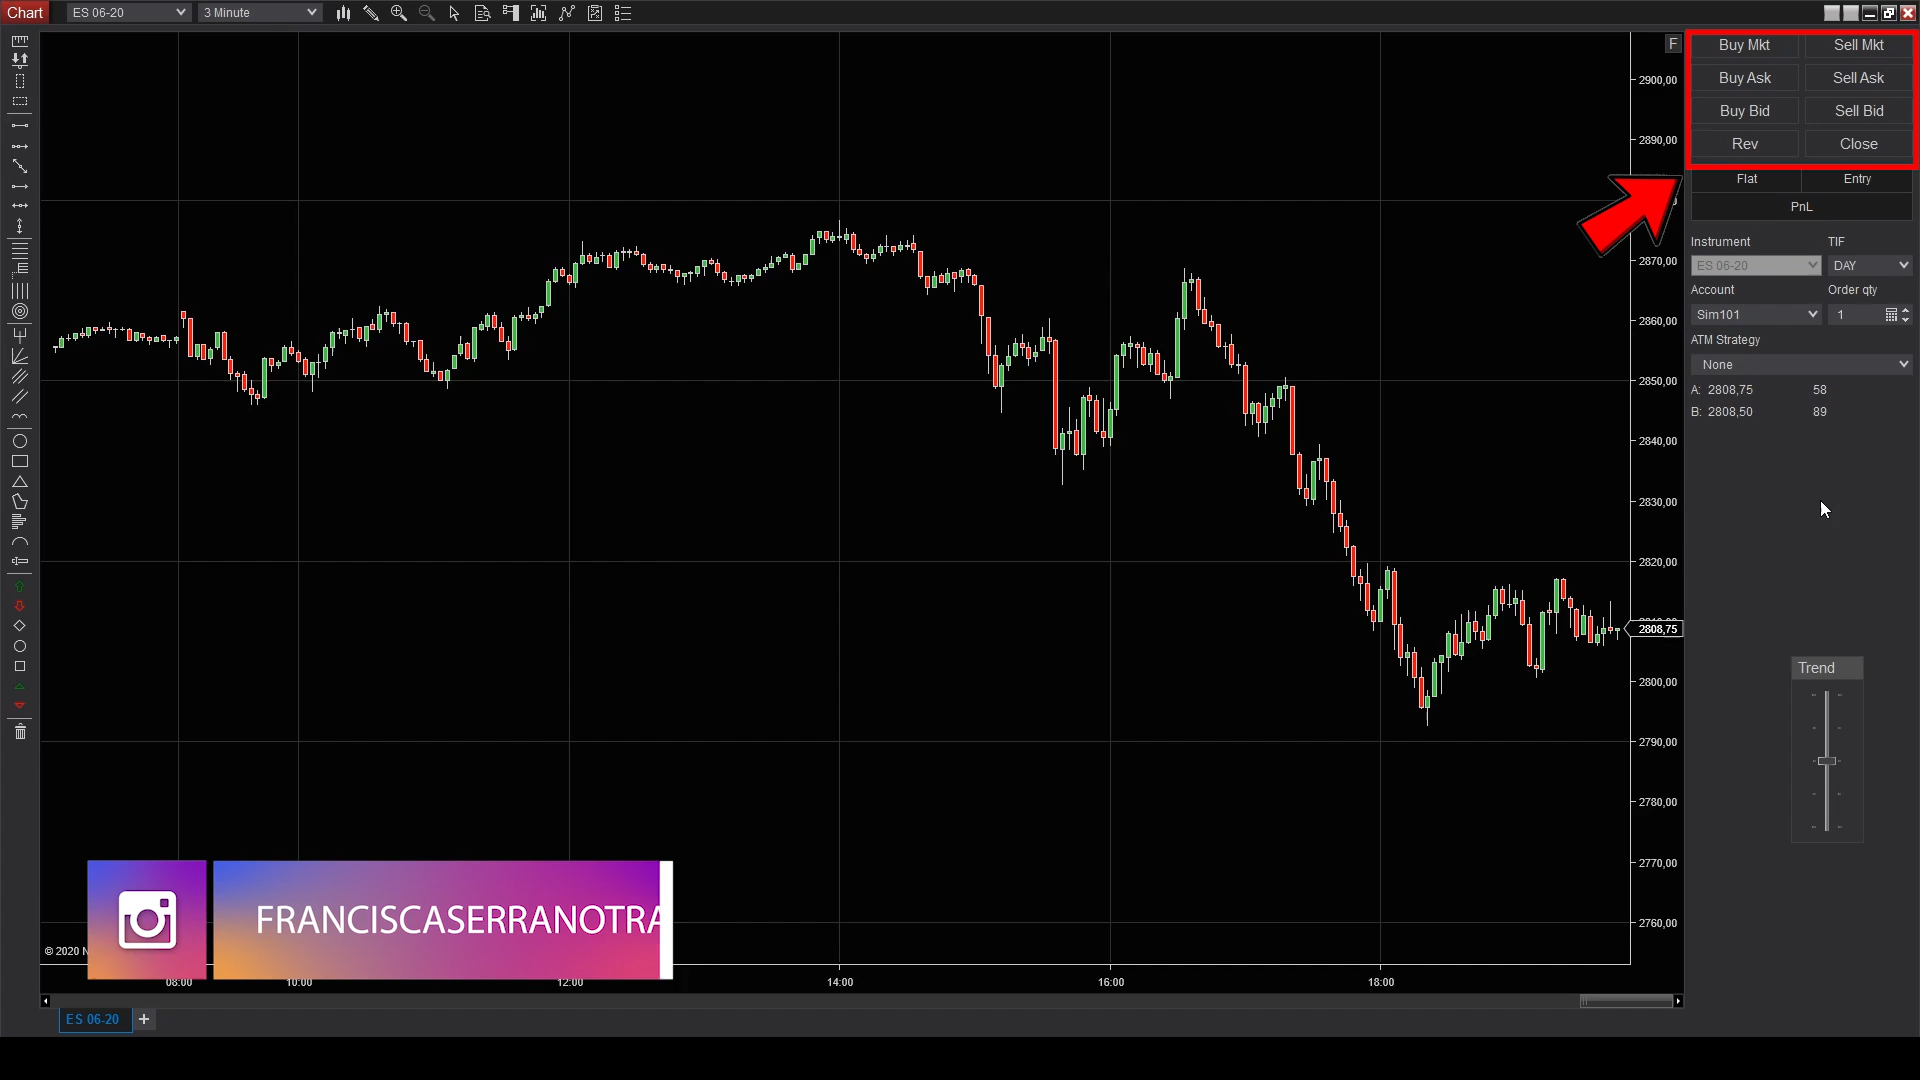 Chart ES 06-20 3 Minute
F
Buy Mkt Sell Mkt
Buy Ask Sell Ask
Buy Bid Sell Bid
Rev Close
Flat Entry
PnL
Instrument TIF
ES 06-20 DAY
Account Order qty
Sim101 1
ATM Strategy
None
A: 2808,75 58
B: 2808,50 89
Trend
2900,00
2890,00
2870,00
2860,00
2850,00
2840,00
2830,00
2820,00
2808,75
2800,00
2790,00
2780,00
2770,00
2760,00
FRANCISCASERRANOTRA
© 2020 N
08:00 10:00 12:00 14:00 16:00 18:00
ES 06-20 +